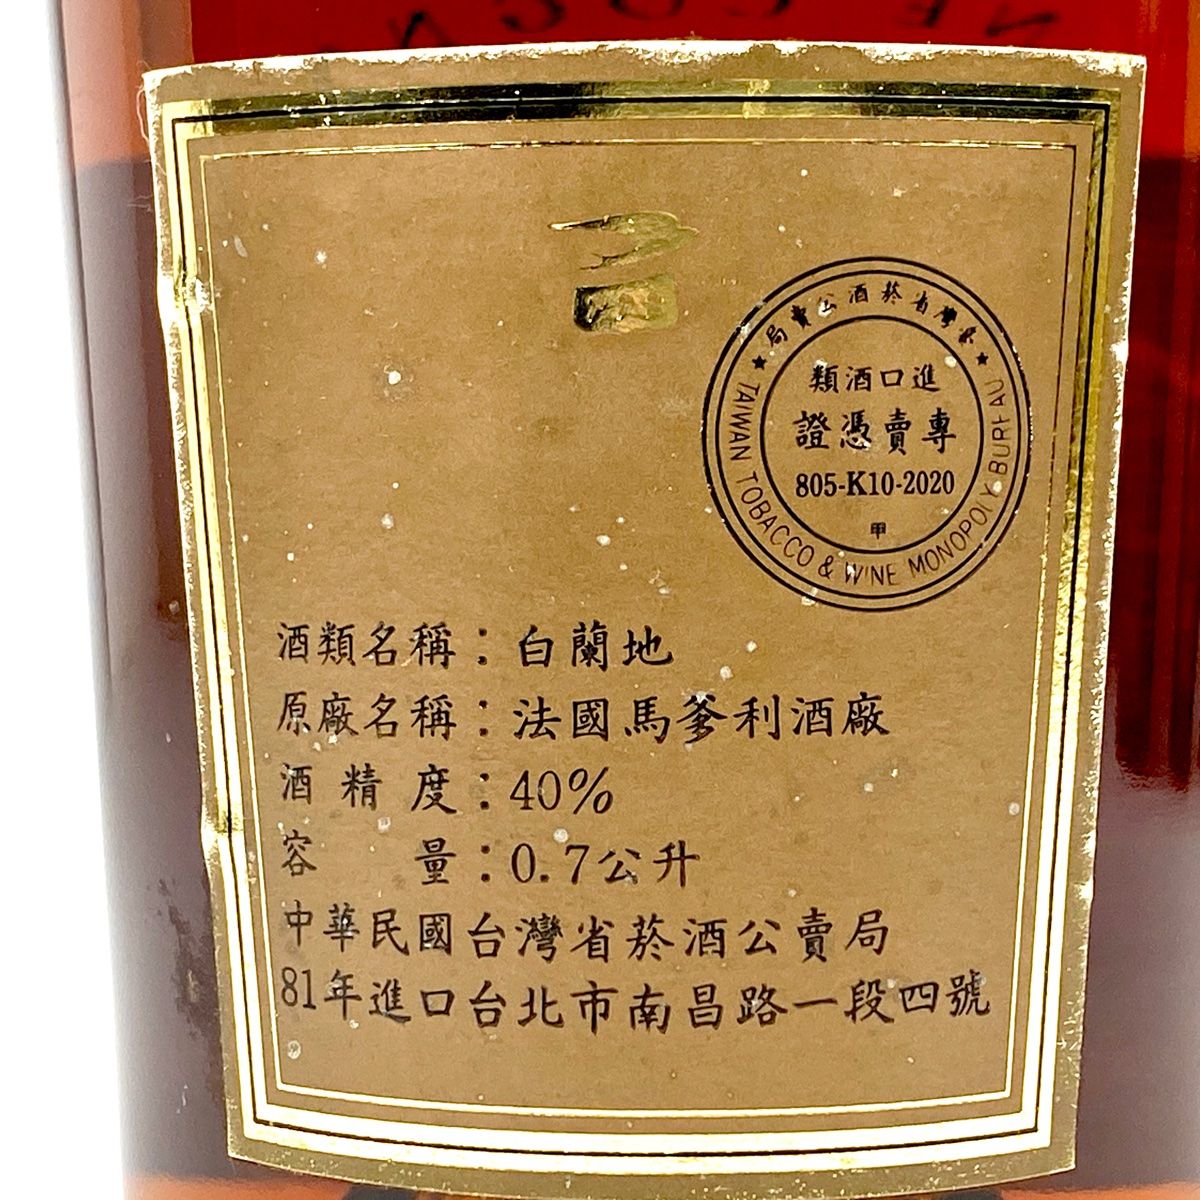 臺灣省菸酒公賣局
進口酒類
專賣憑證
805-K10-2020
甲
TAIWAN TOBACCO & WINE MONOPOLY BUREAU
酒類名稱：白蘭地
原廠名稱：法國馬爹利酒廠
酒精度：40%
容量：0.7公升
中華民國台灣省菸酒公賣局
81年進口台北市南昌路一段四號